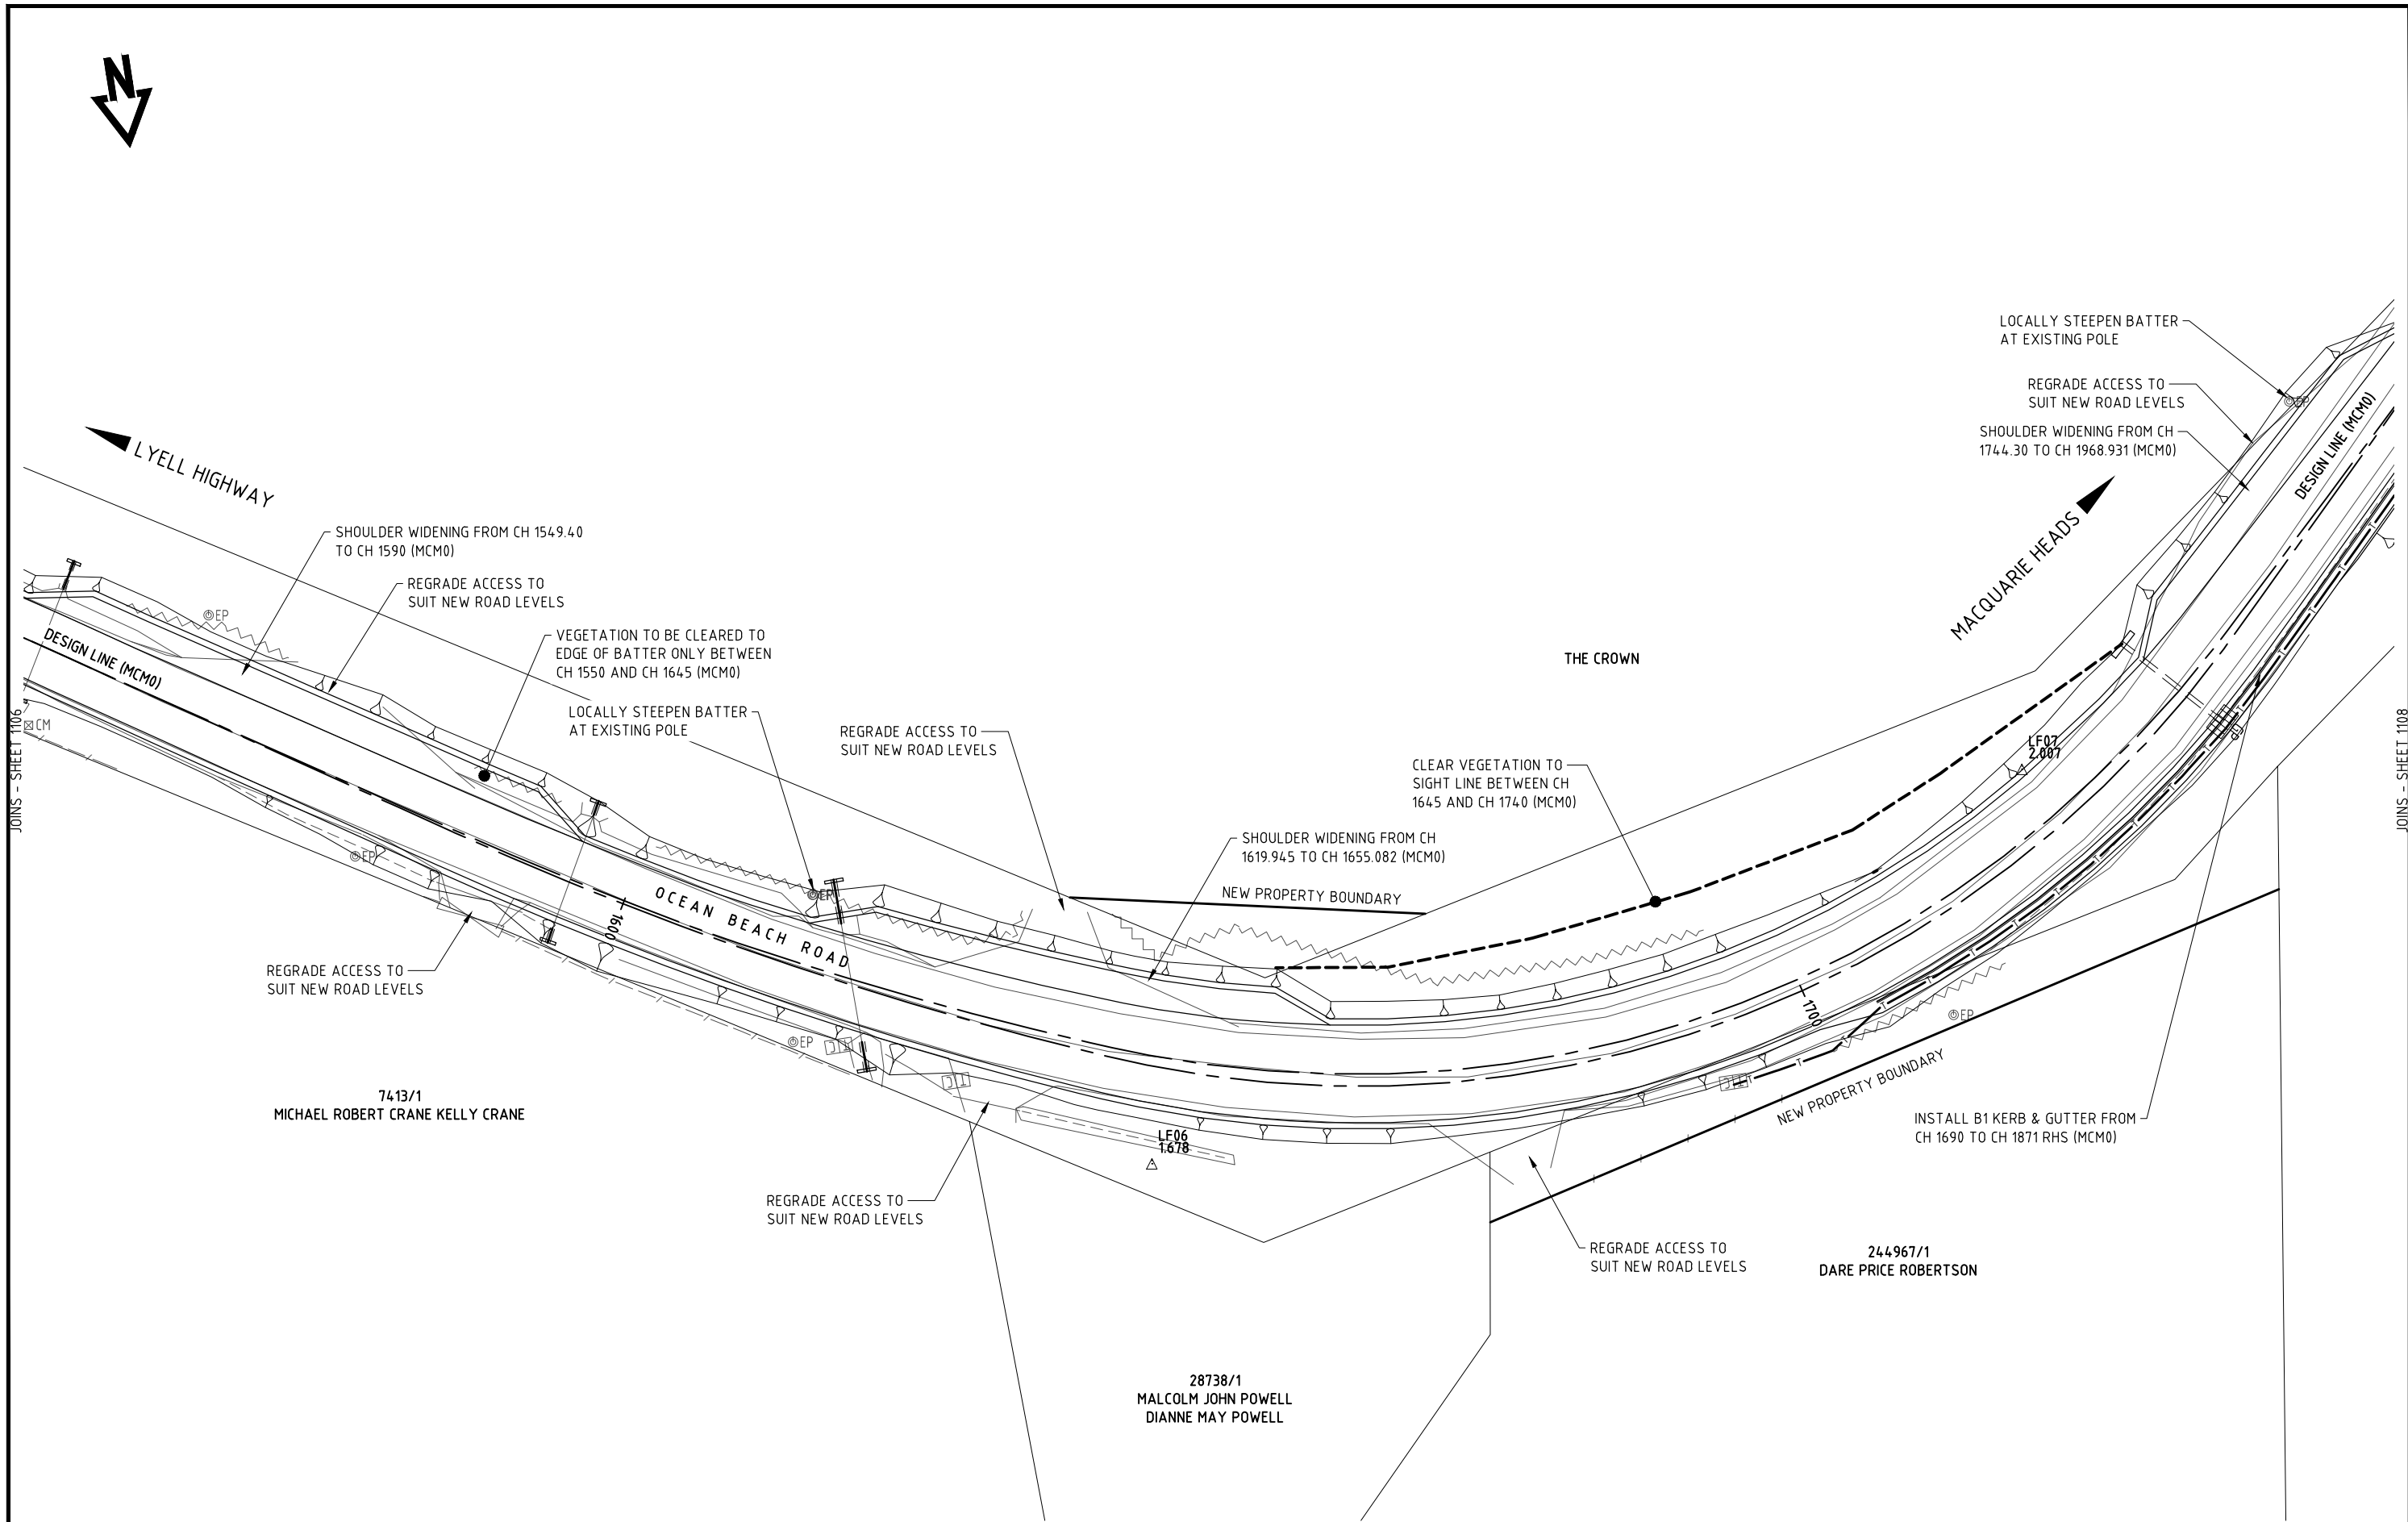 N
LOCALLY STEEPEN BATTER
AT EXISTING POLE
REGRADE ACCESS TO
SUIT NEW ROAD LEVELS
SHOULDER WIDENING FROM CH
1744.30 TO CH 1968.931 (MCM0)
EP
DESIGN LINE (MCM0)
LYELL HIGHWAY
MACQUARIE HEADS
SHOULDER WIDENING FROM CH 1549.40
TO CH 1590 (MCM0)
REGRADE ACCESS TO
SUIT NEW ROAD LEVELS
EP
VEGETATION TO BE CLEARED TO
EDGE OF BATTER ONLY BETWEEN
CH 1550 AND CH 1645 (MCM0)
DESIGN LINE (MCM0)
THE CROWN
LOCALLY STEEPEN BATTER
AT EXISTING POLE
REGRADE ACCESS TO
SUIT NEW ROAD LEVELS
CM
JOINS - SHEET 1106
JOINS - SHEET 1108
LF07
2.007
CLEAR VEGETATION TO
SIGHT LINE BETWEEN CH
1645 AND CH 1740 (MCM0)
SHOULDER WIDENING FROM CH
1619.945 TO CH 1655.082 (MCM0)
EP
EP
NEW PROPERTY BOUNDARY
OCEAN BEACH ROAD
1600
REGRADE ACCESS TO
SUIT NEW ROAD LEVELS
1700
EP
EP
NEW PROPERTY BOUNDARY
7413/1
MICHAEL ROBERT CRANE KELLY CRANE
INSTALL B1 KERB & GUTTER FROM
CH 1690 TO CH 1871 RHS (MCM0)
LF06
1.678
REGRADE ACCESS TO
SUIT NEW ROAD LEVELS
REGRADE ACCESS TO
SUIT NEW ROAD LEVELS
244967/1
DARE PRICE ROBERTSON
28738/1
MALCOLM JOHN POWELL
DIANNE MAY POWELL